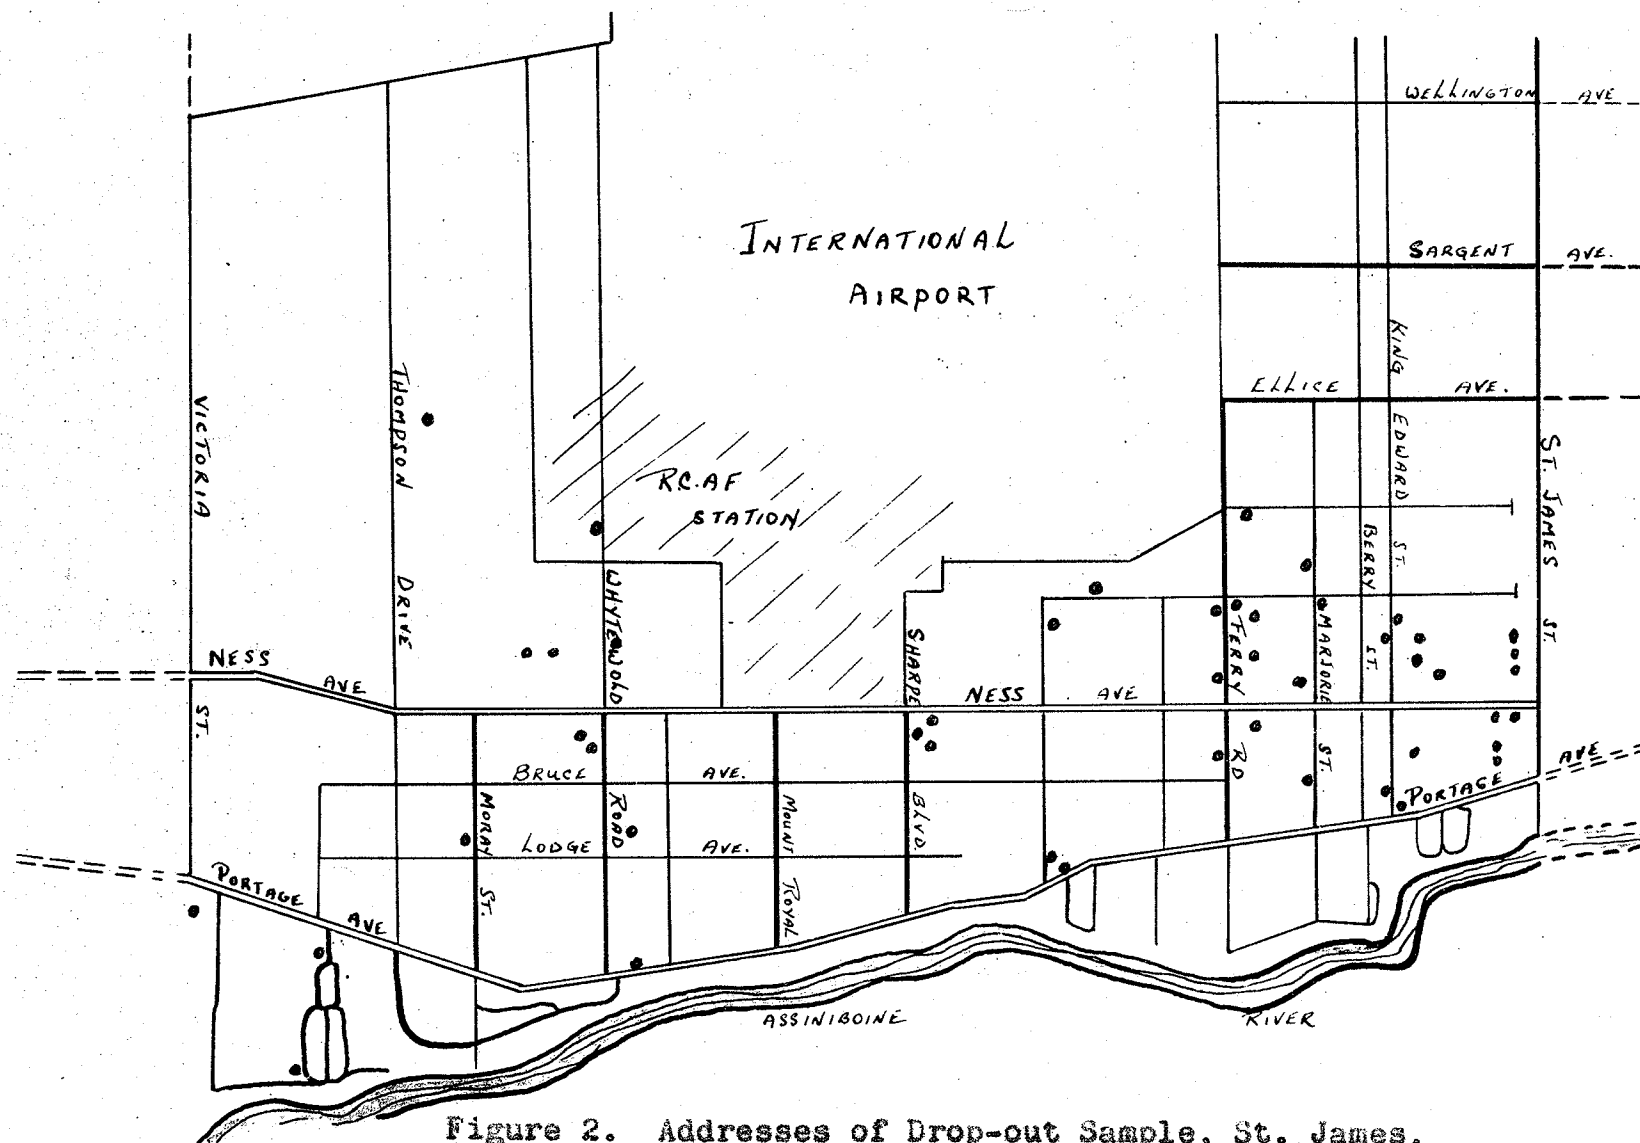 WELLINGTON AVE
INTERNATIONAL
AIRPORT
SARGENT AVE.
KING EDWARD ST.
ELLICE AVE.
VICTORIA ST.
THOMPSON DRIVE
R.C.A.F
STATION
ST. JAMES ST.
BERRY ST.
WHYTEWOLD ROAD
SHARPE BLVD
FERRY RD
MARJORIE ST.
NESS AVE
NESS AVE
BRUCE AVE.
PORTAGE AVE
MORAY ST.
MOUNT ROYAL
LODGE AVE.
PORTAGE AVE
ASSINIBOINE RIVER
Figure 2. Addresses of Drop-out Sample, St. James.